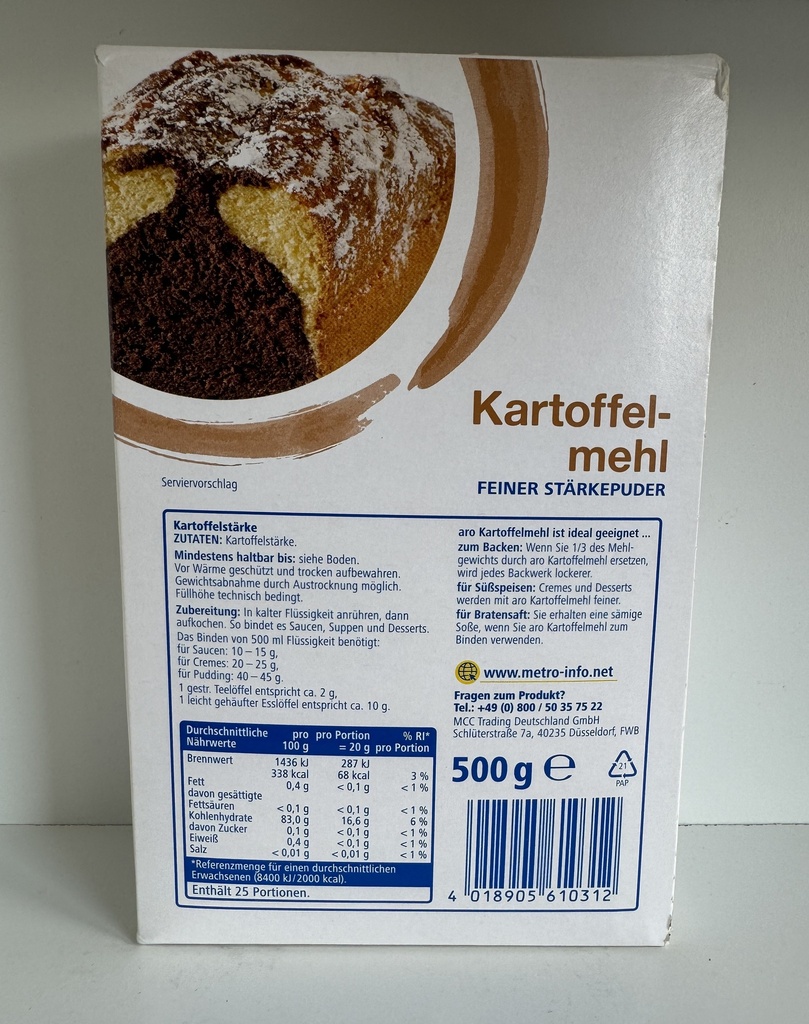 Kartoffel-
mehl
FEINER STÄRKEPUDER
Serviervorschlag
Kartoffelstärke
ZUTATEN: Kartoffelstärke.
Mindestens haltbar bis: siehe Boden.
Vor Wärme geschützt und trocken aufbewahren.
Gewichtsabnahme durch Austrocknung möglich.
Füllhöhe technisch bedingt.
Zubereitung: In kalter Flüssigkeit anrühren, dann
aufkochen. So bindet es Saucen, Suppen und Desserts.
Das Binden von 500 ml Flüssigkeit benötigt:
für Saucen: 10 – 15 g,
für Cremes: 20 – 25 g,
für Pudding: 40 – 45 g.
1 gestr. Teelöffel entspricht ca. 2 g,
1 leicht gehäufter Esslöffel entspricht ca. 10 g.
Durchschnittliche pro pro Portion % RI*
Nährwerte 100 g = 20 g pro Portion
Brennwert 1436 kJ 287 kJ
338 kcal 68 kcal 3 %
Fett 0,4 g < 0,1 g < 1 %
davon gesättigte
Fettsäuren < 0,1 g < 0,1 g < 1 %
Kohlenhydrate 83,0 g 16,6 g 6 %
davon Zucker 0,1 g < 0,1 g < 1 %
Eiweiß 0,4 g < 0,1 g < 1 %
Salz < 0,01 g < 0,01 g < 1 %
*Referenzmenge für einen durchschnittlichen
Erwachsenen (8400 kJ/2000 kcal).
Enthält 25 Portionen.
aro Kartoffelmehl ist ideal geeignet ...
zum Backen: Wenn Sie 1/3 des Mehl-
gewichts durch aro Kartoffelmehl ersetzen,
wird jedes Backwerk lockerer.
für Süßspeisen: Cremes und Desserts
werden mit aro Kartoffelmehl feiner.
für Bratensaft: Sie erhalten eine sämige
Soße, wenn Sie aro Kartoffelmehl zum
Binden verwenden.
www.metro-info.net
Fragen zum Produkt?
Tel.: +49 (0) 800 / 50 35 75 22
MCC Trading Deutschland GmbH
Schlüterstraße 7a, 40235 Düsseldorf, FWB
500 g ℮
21
PAP
4 018905 610312